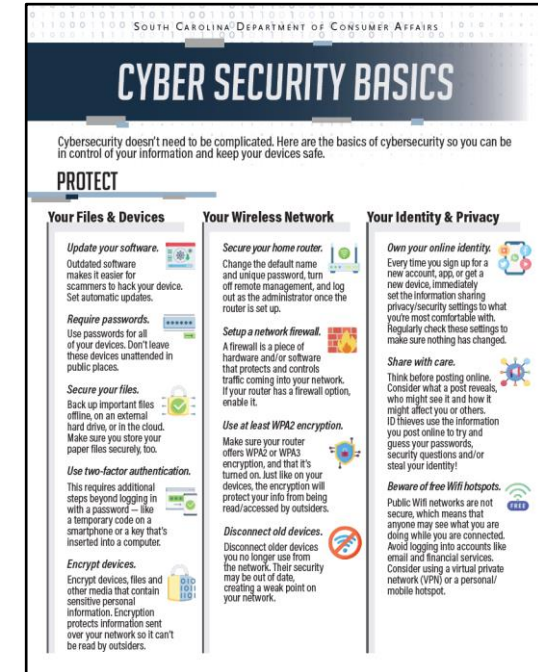 SOUTH CAROLINA DEPARTMENT OF CONSUMER AFFAIRS
CYBER SECURITY BASICS
Cybersecurity doesn't need to be complicated. Here are the basics of cybersecurity so you can be
in control of your information and keep your devices safe.
PROTECT
Your Files & Devices
Update your software.
Outdated software
makes it easier for
scammers to hack your device.
Set automatic updates.
Require passwords.
Use passwords for all
of your devices. Don't leave
these devices unattended in
public places.
Secure your files.
Back up important files
offline, on an external
hard drive, or in the cloud.
Make sure you store your
paper files securely, too.
Use two-factor authentication.
This requires additional
steps beyond logging in
with a password — like
a temporary code on a
smartphone or a key that's
inserted into a computer.
Encrypt devices.
Encrypt devices, files and
other media that contain
sensitive personal
information. Encryption
protects information sent
over your network so it can't
be read by outsiders.
Your Wireless Network
Secure your home router.
Change the default name
and unique password, turn
off remote management, and log
out as the administrator once the
router is set up.
Setup a network firewall.
A firewall is a piece of
hardware and/or software
that protects and controls
traffic coming into your network.
If your router has a firewall option,
enable it.
Use at least WPA2 encryption.
Make sure your router
offers WPA2 or WPA3
encryption, and that it's
turned on. Just like on your
devices, the encryption will
protect your info from being
read/accessed by outsiders.
Disconnect old devices.
Disconnect older devices
you no longer use from
the network. Their security
may be out of date,
creating a weak point on
your network.
Your Identity & Privacy
Own your online identity.
Every time you sign up for a
new account, app, or get a
new device, immediately
set the information sharing
privacy/security settings to what
you're most comfortable with.
Regularly check these settings to
make sure nothing has changed.
Share with care.
Think before posting online.
Consider what a post reveals,
who might see it and how it
might affect you or others.
ID thieves use the information
you post online to try and
guess your passwords,
security questions and/or
steal your identity!
Beware of free Wifi hotspots.
FREE
Public Wifi networks are not
secure, which means that
anyone may see what you are
doing while you are connected.
Avoid logging into accounts like
email and financial services.
Consider using a virtual private
network (VPN) or a personal/
mobile hotspot.